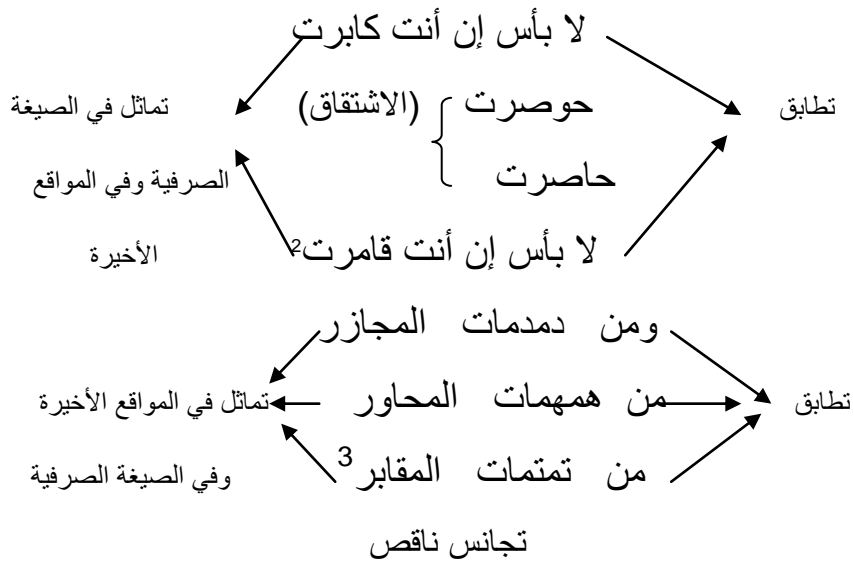 لا بأس إن أنت كابرت
تطابق حوصرت (الاشتقاق) تماثل في الصيغة
حاصرت الصرفية وفي المواقع
لا بأس إن أنت قامرت2 الأخيرة
ومن دمدمات المجازر
تطابق من همهمات المحاور تماثل في المواقع الأخيرة
من تمتمات المقابر3 وفي الصيغة الصرفية
تجانس ناقص